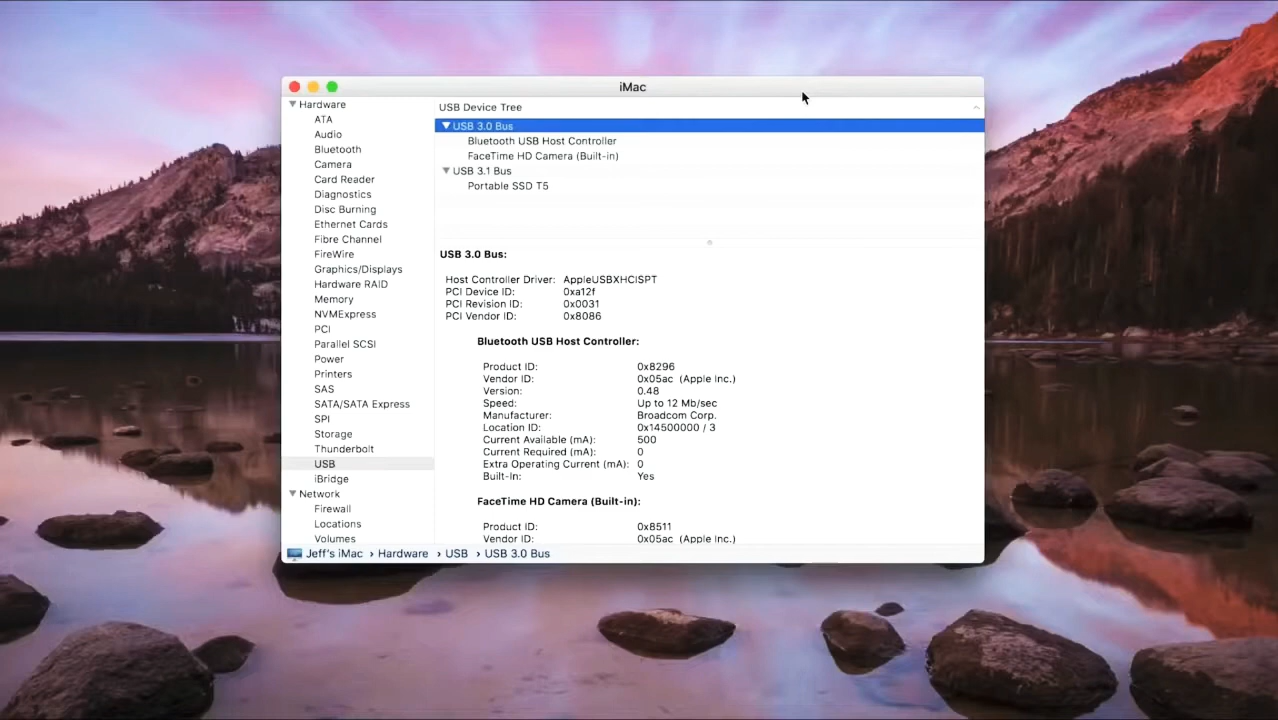 iMac
Hardware
ATA
Audio
Bluetooth
Camera
Card Reader
Diagnostics
Disc Burning
Ethernet Cards
Fibre Channel
FireWire
Graphics/Displays
Hardware RAID
Memory
NVMExpress
PCI
Parallel SCSI
Power
Printers
SAS
SATA/SATA Express
SPI
Storage
Thunderbolt
USB
iBridge
Network
Firewall
Locations
Volumes
USB Device Tree
USB 3.0 Bus
Bluetooth USB Host Controller
FaceTime HD Camera (Built-in)
USB 3.1 Bus
Portable SSD T5
USB 3.0 Bus:
Host Controller Driver: AppleUSBXHCISPT
PCI Device ID: 0xa12f
PCI Revision ID: 0x0031
PCI Vendor ID: 0x8086
Bluetooth USB Host Controller:
Product ID: 0x8296
Vendor ID: 0x05ac (Apple Inc.)
Version: 0.48
Speed: Up to 12 Mb/sec
Manufacturer: Broadcom Corp.
Location ID: 0x14500000 / 3
Current Available (mA): 500
Current Required (mA): 0
Extra Operating Current (mA): 0
Built-In: Yes
FaceTime HD Camera (Built-in):
Product ID: 0x8511
Vendor ID: 0x05ac (Apple Inc.)
Jeff's iMac › Hardware › USB › USB 3.0 Bus